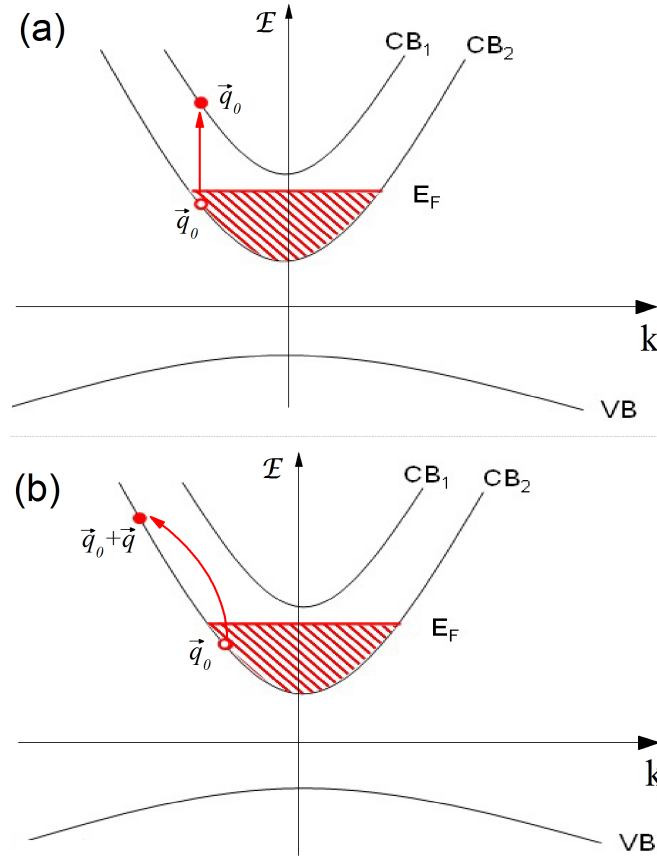 (a)
ℰ
CB₁
CB₂
q⃗₀
E_F
q⃗₀
k
VB
(b)
ℰ
CB₁
CB₂
q⃗₀+q⃗
E_F
q⃗₀
k
VB